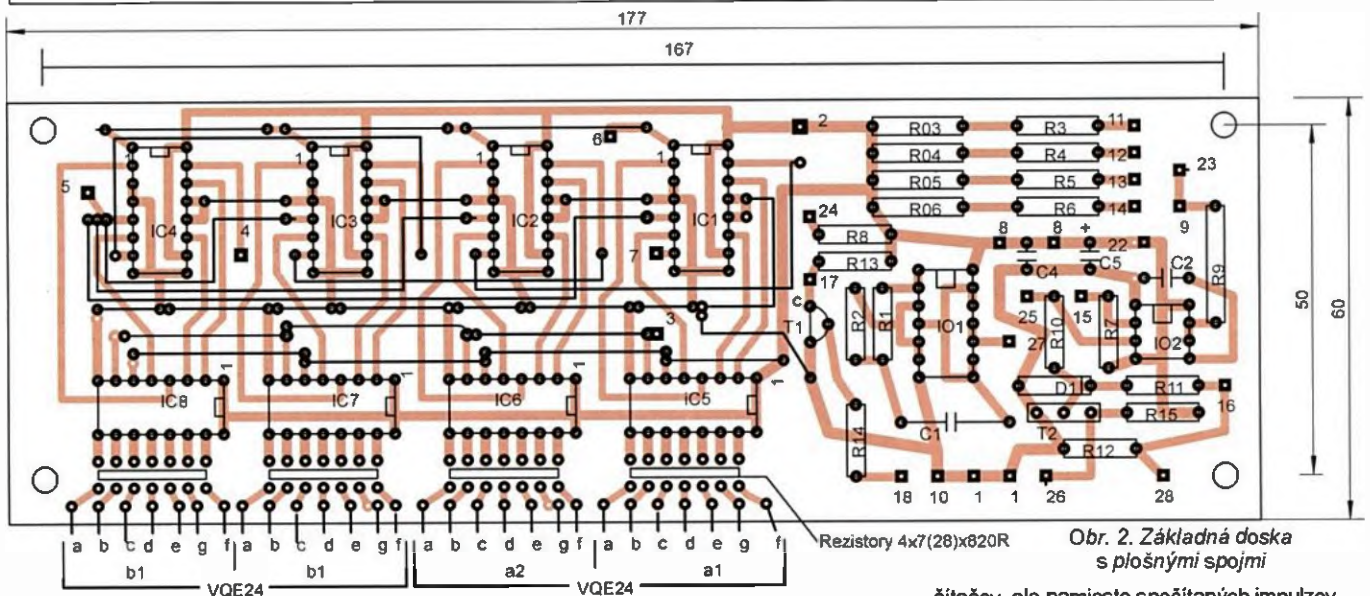 177
167
2
R03 R3 11
R04 R4 12
R05 R5 13
R06 R6 14
23
9
1 1 1 6 1
5 4 7 3
IC4 IC3 IC2 IC1
24
R8
R13
17
8 8 + 22
C4 C5 C2 R9
c
T1
R2 R1 IO1
25 R10 15 R7 IO2
27
50
60
1 1 1 1
IC8 IC7 IC6 IC5
D1 R11 16
R15
T2
C1
R14
R12
18 10 1 1 26 28
a b c d e g f a b c d e g f a b c d e g f a b c d e g f
b1 b1 a2 a1
VQE24 VQE24
Rezistory 4x7(28)x820R
Obr. 2. Základná doska
s plošnými spojmi
čítačov, ale namiesto spočítaných impulzov